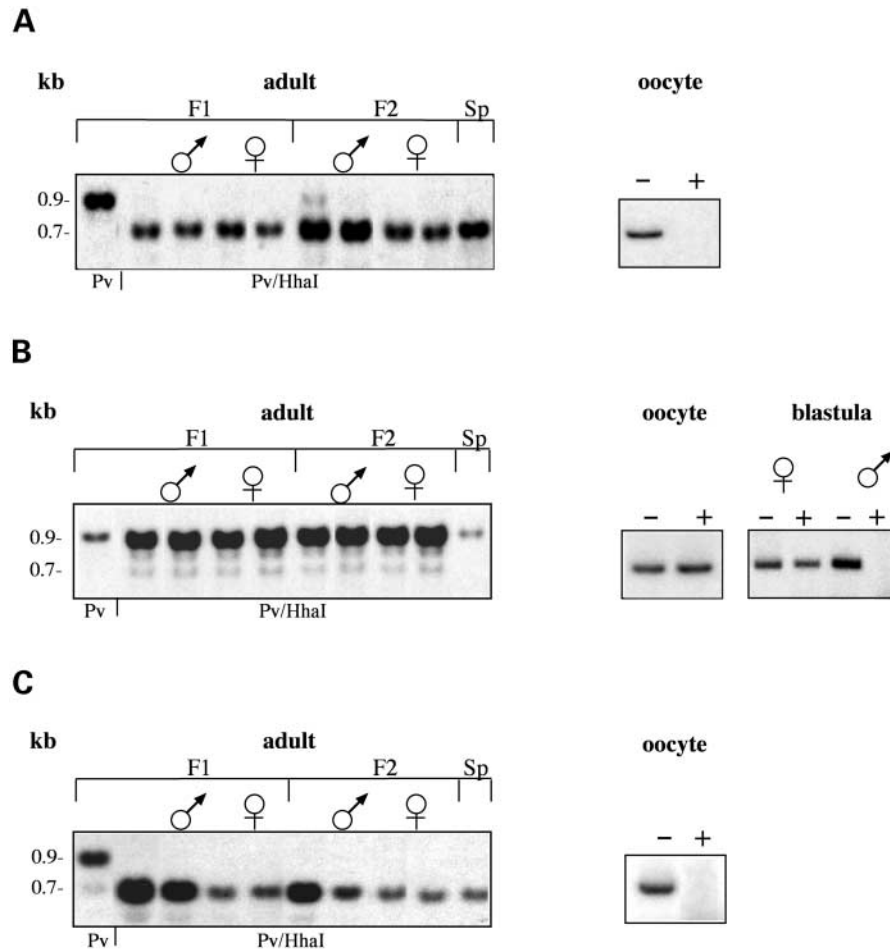 A
kb adult oocyte
F1 F2 Sp
♂ ♀ ♂ ♀
− +
0.9-
0.7-
Pv | Pv/HhaI
B
kb adult oocyte blastula
F1 F2 Sp
♂ ♀ ♂ ♀ ♀ ♂
− + − + − +
0.9-
0.7-
Pv | Pv/HhaI
C
kb adult oocyte
F1 F2 Sp
♂ ♀ ♂ ♀
− +
0.9-
0.7-
Pv | Pv/HhaI